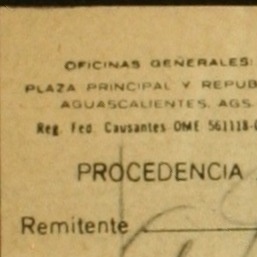 OFICINAS GENERALES:
PLAZA PRINCIPAL Y REPUB
AGUASCALIENTES, AGS.
Reg. Fed. Causantes OME 561118-
PROCEDENCIA
Remitente